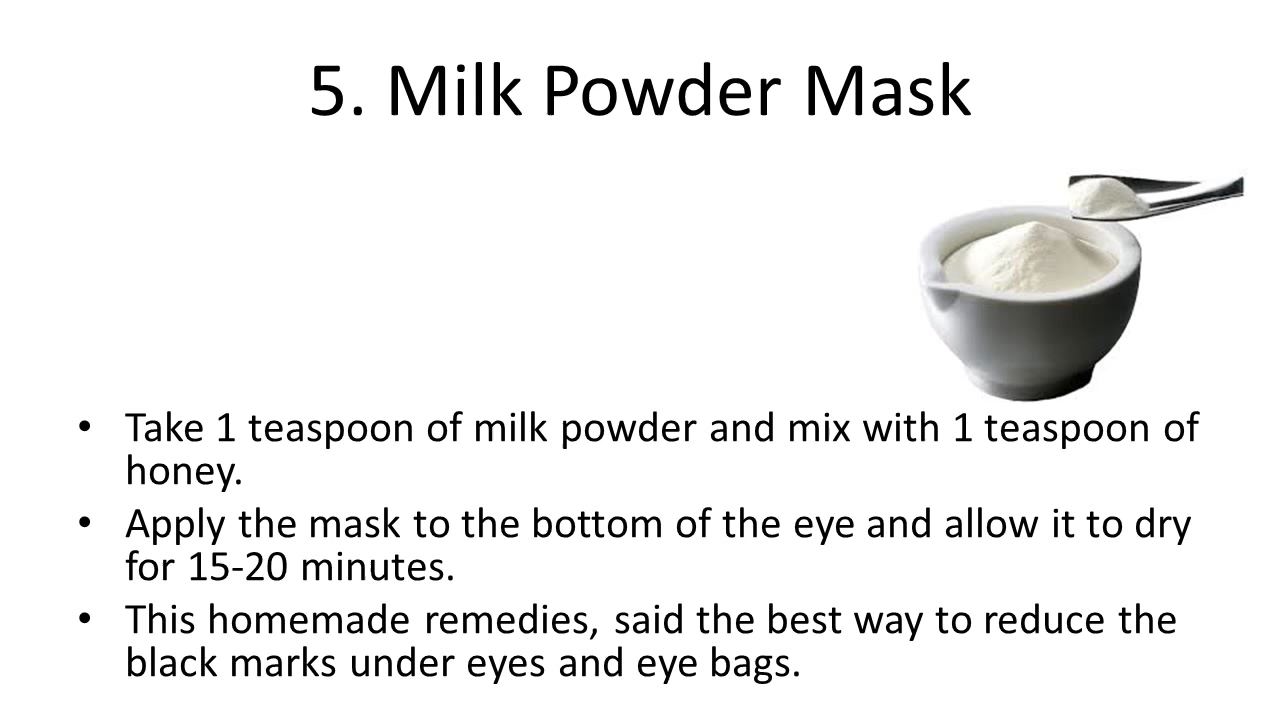 5. Milk Powder Mask
• Take 1 teaspoon of milk powder and mix with 1 teaspoon of
honey.
• Apply the mask to the bottom of the eye and allow it to dry
for 15-20 minutes.
• This homemade remedies, said the best way to reduce the
black marks under eyes and eye bags.